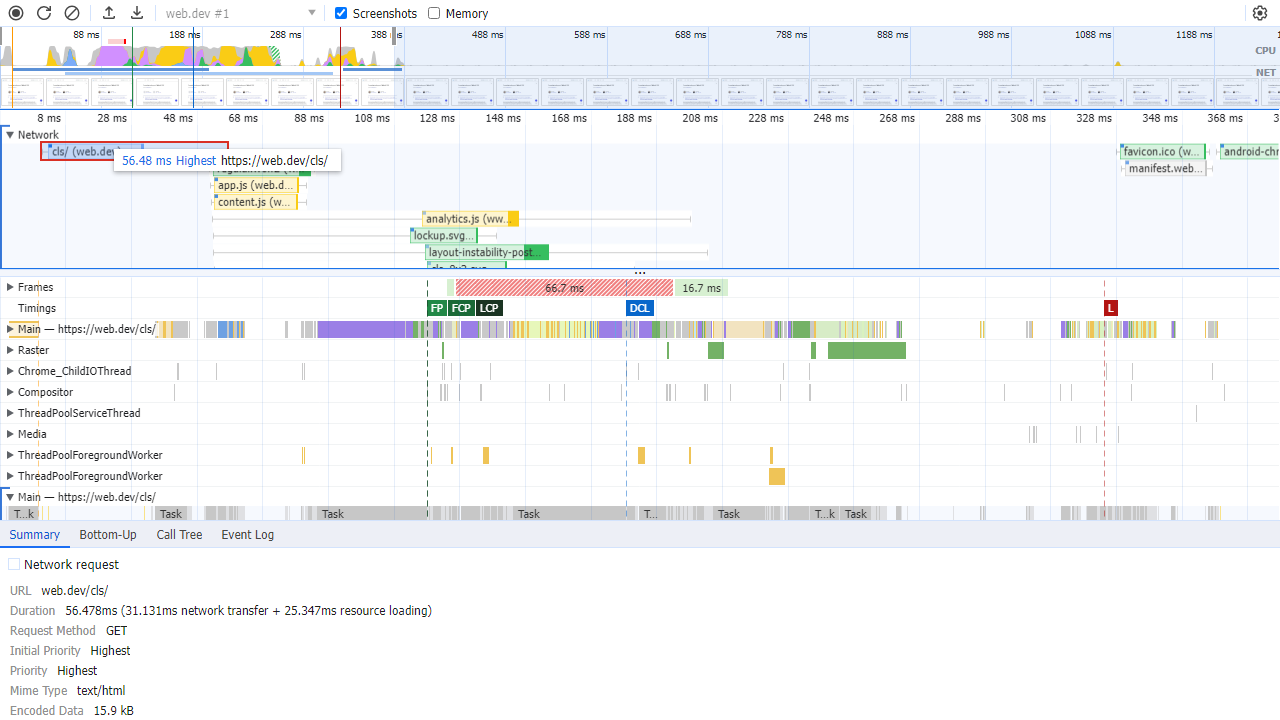 web.dev #1 Screenshots Memory
88 ms 188 ms 288 ms 388 ms 488 ms 588 ms 688 ms 788 ms 888 ms 988 ms 1088 ms 1188 ms
CPU
NET
8 ms 28 ms 48 ms 68 ms 88 ms 108 ms 128 ms 148 ms 168 ms 188 ms 208 ms 228 ms 248 ms 268 ms 288 ms 308 ms 328 ms 348 ms 368 ms
Network
cls/ (web.dev favicon.ico (w... android-chr
56.48 ms Highest https://web.dev/cls/
manifest.web...
app.js (web.d...
content.js (w...
analytics.js (ww...
lockup.svg...
layout-instability-post...
Frames 66.7 ms 16.7 ms
Timings FP FCP LCP DCL L
Main — https://web.dev/cls/
Raster
Chrome_ChildIOThread
Compositor
ThreadPoolServiceThread
Media
ThreadPoolForegroundWorker
ThreadPoolForegroundWorker
Main — https://web.dev/cls/
T...k Task Task Task T... Task T...k Task
Summary Bottom-Up Call Tree Event Log
Network request
URL web.dev/cls/
Duration 56.478ms (31.131ms network transfer + 25.347ms resource loading)
Request Method GET
Initial Priority Highest
Priority Highest
Mime Type text/html
Encoded Data 15.9 kB